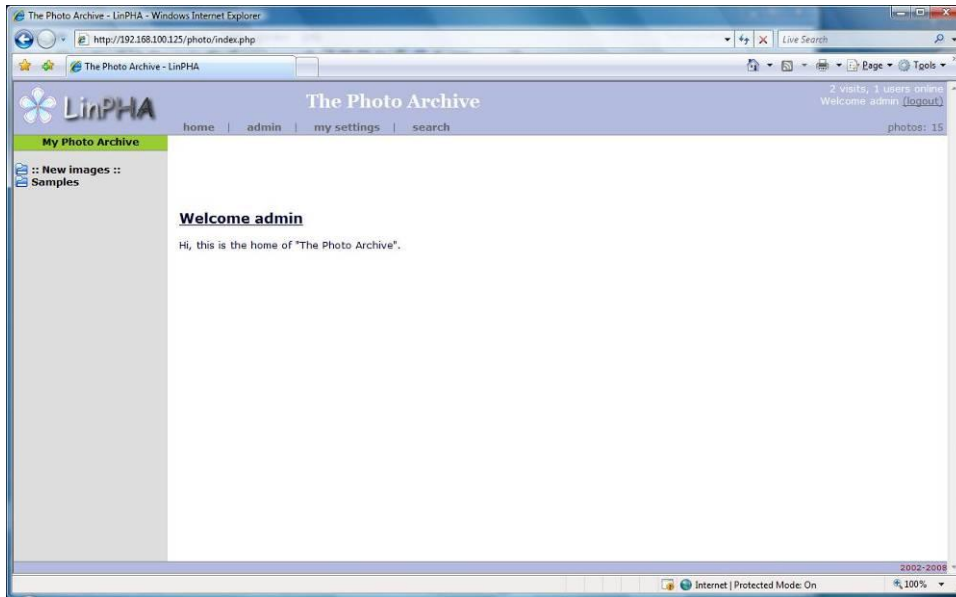 The Photo Archive - LinPHA - Windows Internet Explorer
http://192.168.100.125/photo/index.php
Live Search
The Photo Archive - LinPHA
Page
Tools
LinPHA
The Photo Archive
2 visits, 1 users online
Welcome admin (logout)
home | admin | my settings | search
photos: 15
My Photo Archive
:: New images ::
Samples
Welcome admin
Hi, this is the home of "The Photo Archive".
2002-2008
Internet | Protected Mode: On
100%